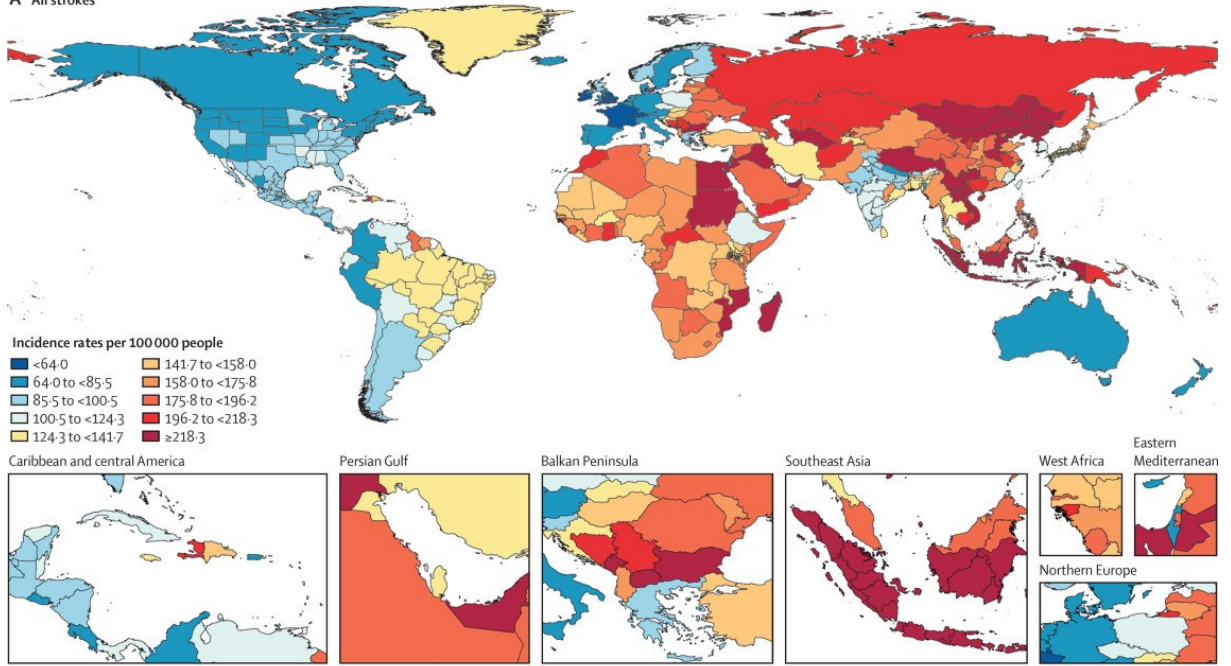 A All strokes
Incidence rates per 100 000 people
<64·0
64·0 to <85·5
85·5 to <100·5
100·5 to <124·3
124·3 to <141·7
141·7 to <158·0
158·0 to <175·8
175·8 to <196·2
196·2 to <218·3
≥218·3
Caribbean and central America
Persian Gulf
Balkan Peninsula
Southeast Asia
West Africa
Eastern
Mediterranean
Northern Europe